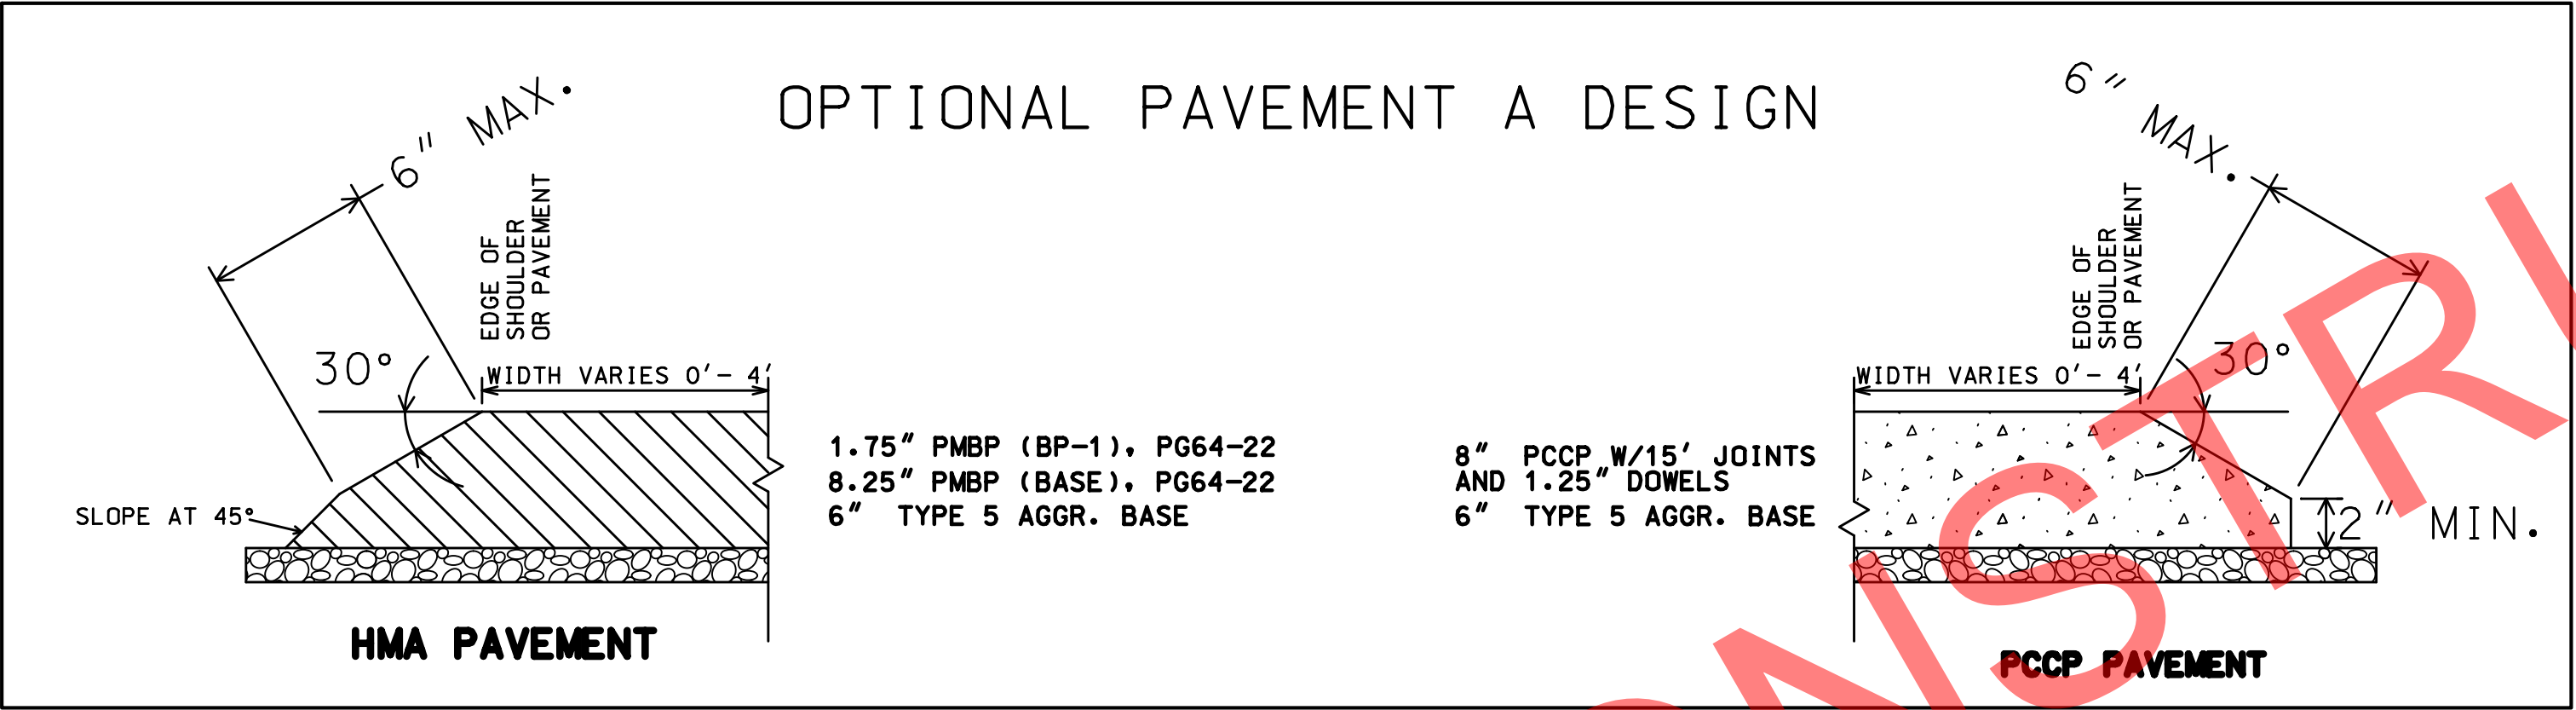 OPTIONAL PAVEMENT A DESIGN
6" MAX.
EDGE OF
SHOULDER
OR PAVEMENT
30°
WIDTH VARIES 0'- 4'
SLOPE AT 45°
1.75" PMBP (BP-1), PG64-22
8.25" PMBP (BASE), PG64-22
6" TYPE 5 AGGR. BASE
HMA PAVEMENT
6" MAX.
EDGE OF
SHOULDER
OR PAVEMENT
30°
WIDTH VARIES 0'- 4'
8" PCCP W/15' JOINTS
AND 1.25" DOWELS
6" TYPE 5 AGGR. BASE
2" MIN.
PCCP PAVEMENT
NSTR